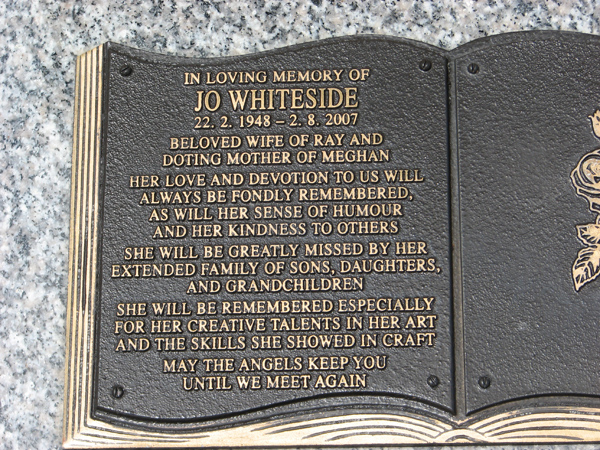 IN LOVING MEMORY OF
JO WHITESIDE
22. 2. 1948 – 2. 8. 2007
BELOVED WIFE OF RAY AND
DOTING MOTHER OF MEGHAN
HER LOVE AND DEVOTION TO US WILL
ALWAYS BE FONDLY REMEMBERED,
AS WILL HER SENSE OF HUMOUR
AND HER KINDNESS TO OTHERS
SHE WILL BE GREATLY MISSED BY HER
EXTENDED FAMILY OF SONS, DAUGHTERS,
AND GRANDCHILDREN
SHE WILL BE REMEMBERED ESPECIALLY
FOR HER CREATIVE TALENTS IN HER ART
AND THE SKILLS SHE SHOWED IN CRAFT
MAY THE ANGELS KEEP YOU
UNTIL WE MEET AGAIN